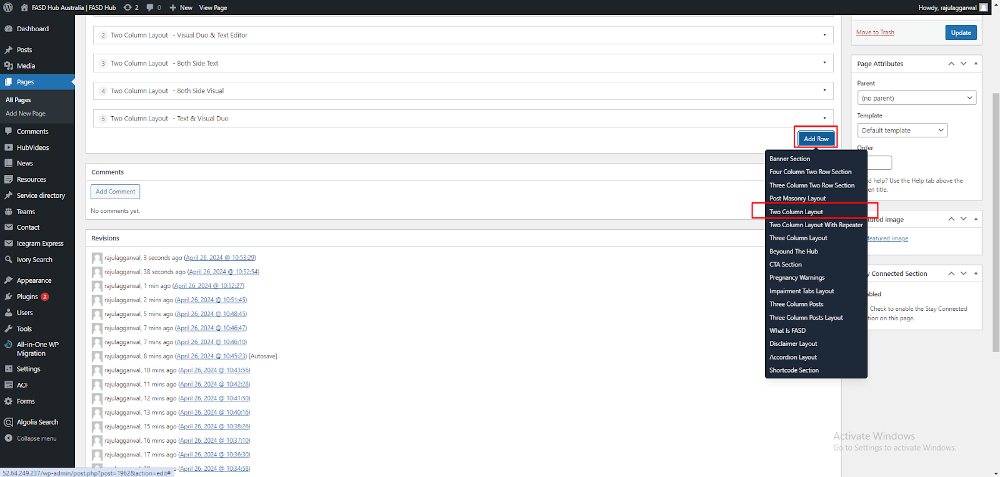 FASD Hub Australia | FASD Hub
2
0
New
View Page
Howdy, rajulaggarwal
Dashboard
Posts
Media
Pages
All Pages
Add New Page
Comments
HubVideos
News
Resources
Service directory
Teams
Contact
Icegram Express
Ivory Search
Appearance
Plugins 2
Users
Tools
All-in-One WP
Migration
Settings
ACF
Forms
Algolia Search
Collapse menu
2 Two Column Layout - Visual Duo & Text Editor
3 Two Column Layout - Both Side Text
4 Two Column Layout - Both Side Visual
5 Two Column Layout - Text & Visual Duo
Add Row
Banner Section
Four Column Two Row Section
Three Column Two Row Section
Post Masonry Layout
Two Column Layout
Two Column Layout With Repeater
Three Column Layout
Beyound The Hub
CTA Section
Pregnancy Warnings
Impairment Tabs Layout
Three Column Posts
Three Column Posts Layout
What Is FASD
Disclaimer Layout
Accordion Layout
Shortcode Section
Comments
Add Comment
No comments yet.
Revisions
rajulaggarwal, 3 seconds ago (April 26, 2024 @ 10:53:29)
rajulaggarwal, 38 seconds ago (April 26, 2024 @ 10:52:54)
rajulaggarwal, 1 min ago (April 26, 2024 @ 10:52:27)
rajulaggarwal, 2 mins ago (April 26, 2024 @ 10:51:45)
rajulaggarwal, 5 mins ago (April 26, 2024 @ 10:48:45)
rajulaggarwal, 7 mins ago (April 26, 2024 @ 10:46:47)
rajulaggarwal, 7 mins ago (April 26, 2024 @ 10:46:10)
rajulaggarwal, 8 mins ago (April 26, 2024 @ 10:45:23) [Autosave]
rajulaggarwal, 10 mins ago (April 26, 2024 @ 10:43:56)
rajulaggarwal, 11 mins ago (April 26, 2024 @ 10:42:28)
rajulaggarwal, 12 mins ago (April 26, 2024 @ 10:41:50)
rajulaggarwal, 13 mins ago (April 26, 2024 @ 10:40:16)
rajulaggarwal, 15 mins ago (April 26, 2024 @ 10:38:26)
rajulaggarwal, 16 mins ago (April 26, 2024 @ 10:37:10)
rajulaggarwal, 17 mins ago (April 26, 2024 @ 10:36:30)
(April 26, 2024 @ 10:34:58)
Move to Trash
Update
Page Attributes
Parent
(no parent)
Template
Default template
Order
help? Use the Help tab above the
title.
image
featured image
Connected Section
Check to enable the Stay Connected
on this page.
Activate Windows
Go to Settings to activate Windows.
52.64.249.237/wp-admin/post.php?post=1962&action=edit#